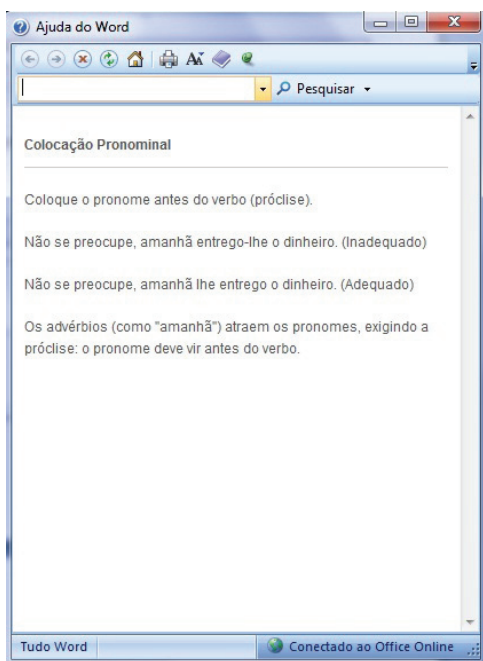 Ajuda do Word
Pesquisar
Colocação Pronominal
Coloque o pronome antes do verbo (próclise).
Não se preocupe, amanhã entrego-lhe o dinheiro. (Inadequado)
Não se preocupe, amanhã lhe entrego o dinheiro. (Adequado)
Os advérbios (como "amanhã") atraem os pronomes, exigindo a
próclise: o pronome deve vir antes do verbo.
Tudo Word
Conectado ao Office Online